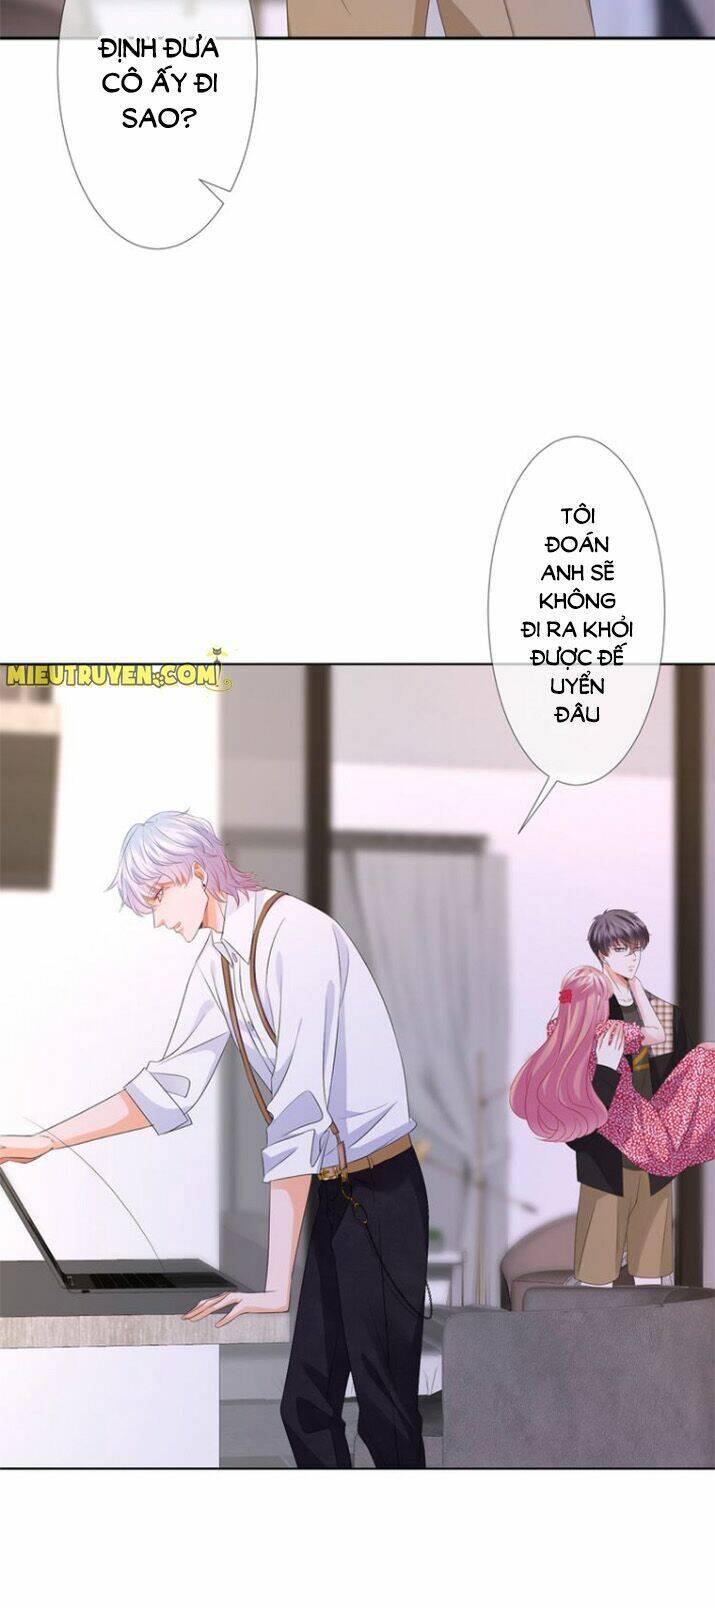 ĐỊNH ĐƯA
CÔ ẤY ĐI
SAO?
TÔI
ĐOÁN
ANH SẼ
KHÔNG
ĐI RA KHỎI
ĐƯỢC ĐẾ
UYỂN
ĐÂU
MIEUTRUYEN.COM